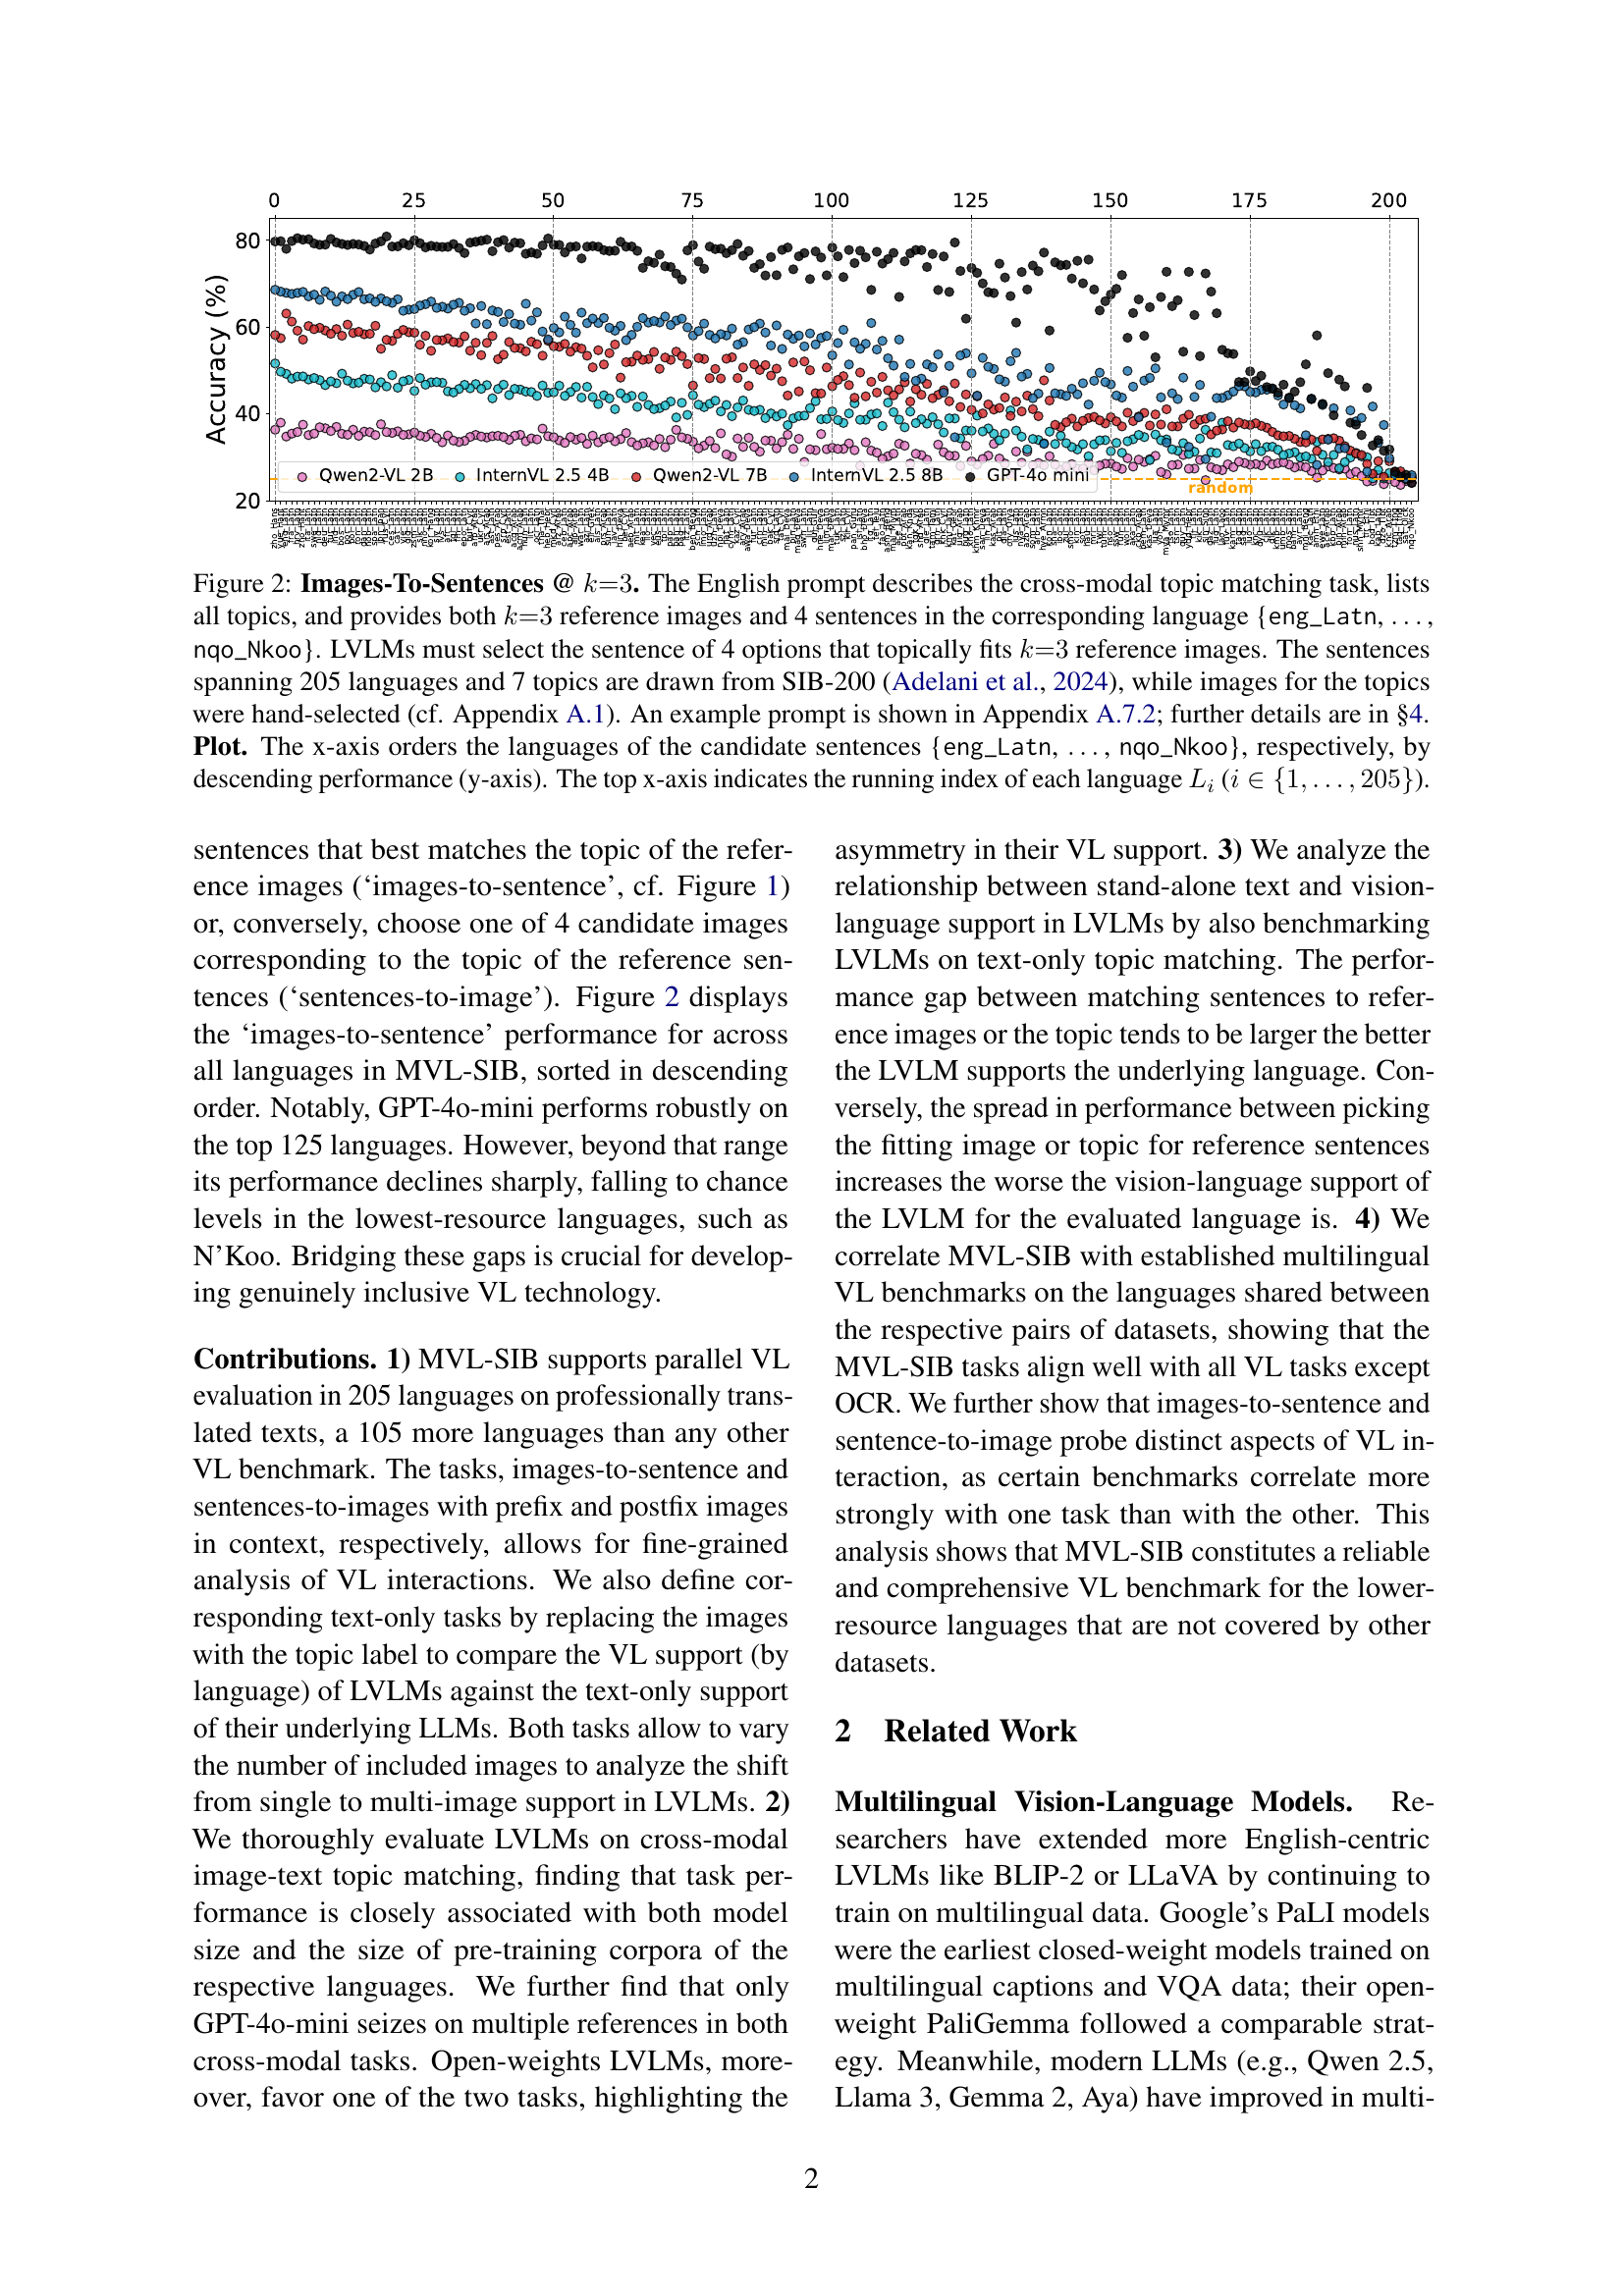 0 25 50 75 100 125 150 175 200
80
60
40
20
Accuracy (%)
Qwen2-VL 2B InternVL 2.5 4B Qwen2-VL 7B InternVL 2.5 8B GPT-4o mini
random
Figure 2: Images-To-Sentences @ k=3. The English prompt describes the cross-modal topic matching task, lists
all topics, and provides both k=3 reference images and 4 sentences in the corresponding language {eng_Latn, ...,
nqo_Nkoo}. LVLMs must select the sentence of 4 options that topically fits k=3 reference images. The sentences
spanning 205 languages and 7 topics are drawn from SIB-200 (Adelani et al., 2024), while images for the topics
were hand-selected (cf. Appendix A.1). An example prompt is shown in Appendix A.7.2; further details are in §4.
Plot. The x-axis orders the languages of the candidate sentences {eng_Latn, ..., nqo_Nkoo}, respectively, by
descending performance (y-axis). The top x-axis indicates the running index of each language Li (i ∈ {1, . . . , 205}).
sentences that best matches the topic of the refer-
ence images (‘images-to-sentence’, cf. Figure 1)
or, conversely, choose one of 4 candidate images
corresponding to the topic of the reference sen-
tences (‘sentences-to-image’). Figure 2 displays
the ‘images-to-sentence’ performance for across
all languages in MVL-SIB, sorted in descending
order. Notably, GPT-4o-mini performs robustly on
the top 125 languages. However, beyond that range
its performance declines sharply, falling to chance
levels in the lowest-resource languages, such as
N’Koo. Bridging these gaps is crucial for develop-
ing genuinely inclusive VL technology.
Contributions. 1) MVL-SIB supports parallel VL
evaluation in 205 languages on professionally trans-
lated texts, a 105 more languages than any other
VL benchmark. The tasks, images-to-sentence and
sentences-to-images with prefix and postfix images
in context, respectively, allows for fine-grained
analysis of VL interactions. We also define cor-
responding text-only tasks by replacing the images
with the topic label to compare the VL support (by
language) of LVLMs against the text-only support
of their underlying LLMs. Both tasks allow to vary
the number of included images to analyze the shift
from single to multi-image support in LVLMs. 2)
We thoroughly evaluate LVLMs on cross-modal
image-text topic matching, finding that task per-
formance is closely associated with both model
size and the size of pre-training corpora of the
respective languages. We further find that only
GPT-4o-mini seizes on multiple references in both
cross-modal tasks. Open-weights LVLMs, more-
over, favor one of the two tasks, highlighting the
asymmetry in their VL support. 3) We analyze the
relationship between stand-alone text and vision-
language support in LVLMs by also benchmarking
LVLMs on text-only topic matching. The perfor-
mance gap between matching sentences to refer-
ence images or the topic tends to be larger the better
the LVLM supports the underlying language. Con-
versely, the spread in performance between picking
the fitting image or topic for reference sentences
increases the worse the vision-language support of
the LVLM for the evaluated language is. 4) We
correlate MVL-SIB with established multilingual
VL benchmarks on the languages shared between
the respective pairs of datasets, showing that the
MVL-SIB tasks align well with all VL tasks except
OCR. We further show that images-to-sentence and
sentence-to-image probe distinct aspects of VL in-
teraction, as certain benchmarks correlate more
strongly with one task than with the other. This
analysis shows that MVL-SIB constitutes a reliable
and comprehensive VL benchmark for the lower-
resource languages that are not covered by other
datasets.
2 Related Work
Multilingual Vision-Language Models. Re-
searchers have extended more English-centric
LVLMs like BLIP-2 or LLaVA by continuing to
train on multilingual data. Google’s PaLI models
were the earliest closed-weight models trained on
multilingual captions and VQA data; their open-
weight PaliGemma followed a comparable strat-
egy. Meanwhile, modern LLMs (e.g., Qwen 2.5,
Llama 3, Gemma 2, Aya) have improved in multi-
2